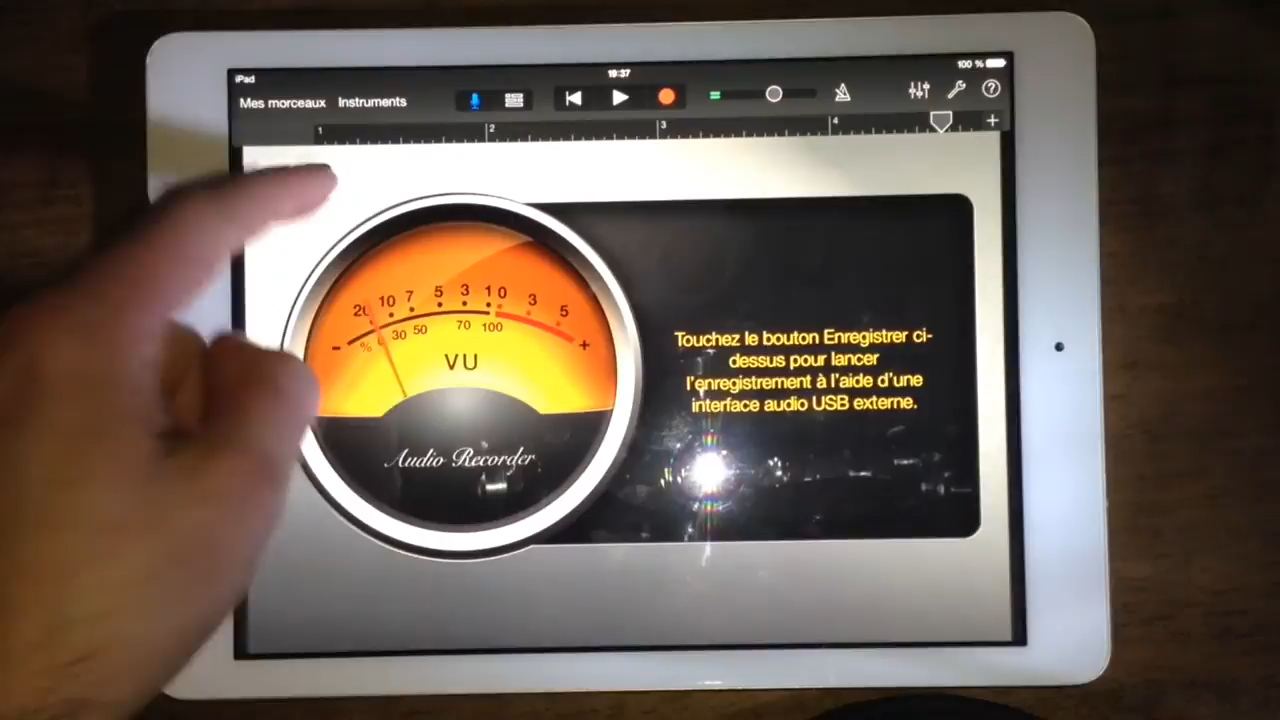 iPad
19:37
100 %
Mes morceaux Instruments
1 2 3 4
20 10 7 5 3 1 0 3 5
- % 30 50 70 100 +
VU
Audio Recorder
Touchez le bouton Enregistrer ci-
dessus pour lancer
l'enregistrement à l'aide d'une
interface audio USB externe.